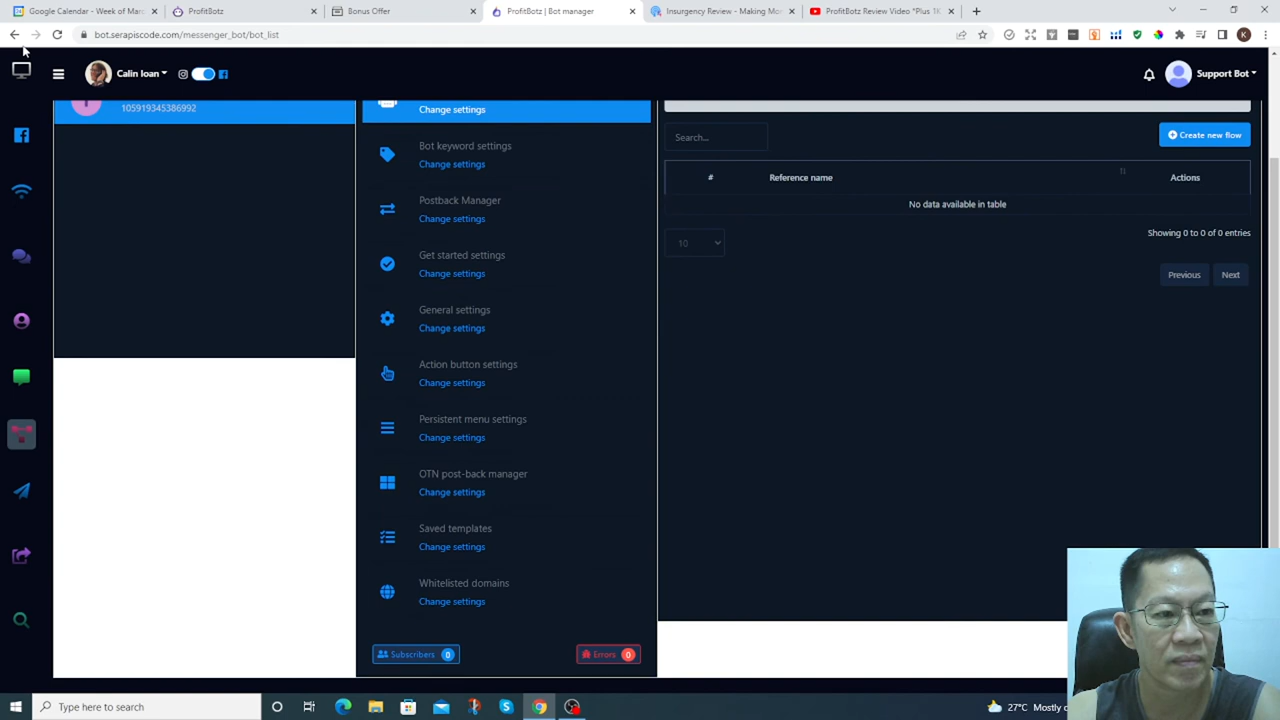 Google Calendar - Week of Mar
ProfitBotz
Bonus Offer
ProfitBotz | Bot manager
Insurgency Review - Making Mon
ProfitBotz Review Video "Plus 1K
bot.serapiscode.com/messenger_bot/bot_list
K
Calin Ioan
Support Bot
105919345386992
Change settings
Bot keyword settings
Change settings
Postback Manager
Change settings
Get started settings
Change settings
General settings
Change settings
Action button settings
Change settings
Persistent menu settings
Change settings
OTN post-back manager
Change settings
Saved templates
Change settings
Whitelisted domains
Change settings
Subscribers 0
Errors 0
Search...
Create new flow
# Reference name Actions
No data available in table
10
Showing 0 to 0 of 0 entries
Previous Next
Type here to search
27°C Mostly